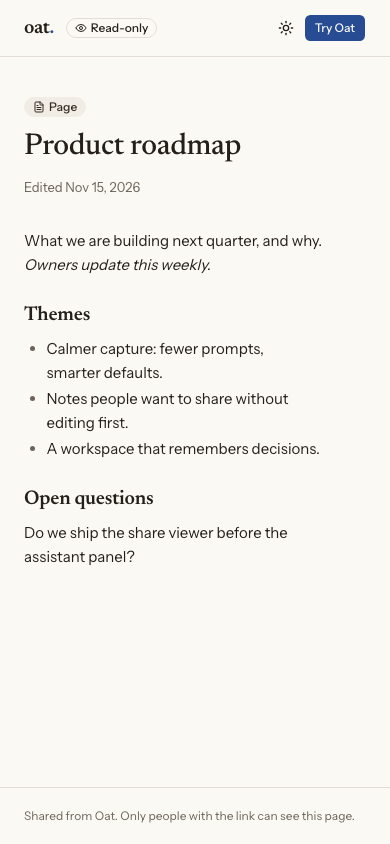 oat.
Read-only
Try Oat
Page
Product roadmap
Edited Nov 15, 2026
What we are building next quarter, and why.
Owners update this weekly.
Themes
Calmer capture: fewer prompts,
smarter defaults.
Notes people want to share without
editing first.
A workspace that remembers decisions.
Open questions
Do we ship the share viewer before the
assistant panel?
Shared from Oat. Only people with the link can see this page.